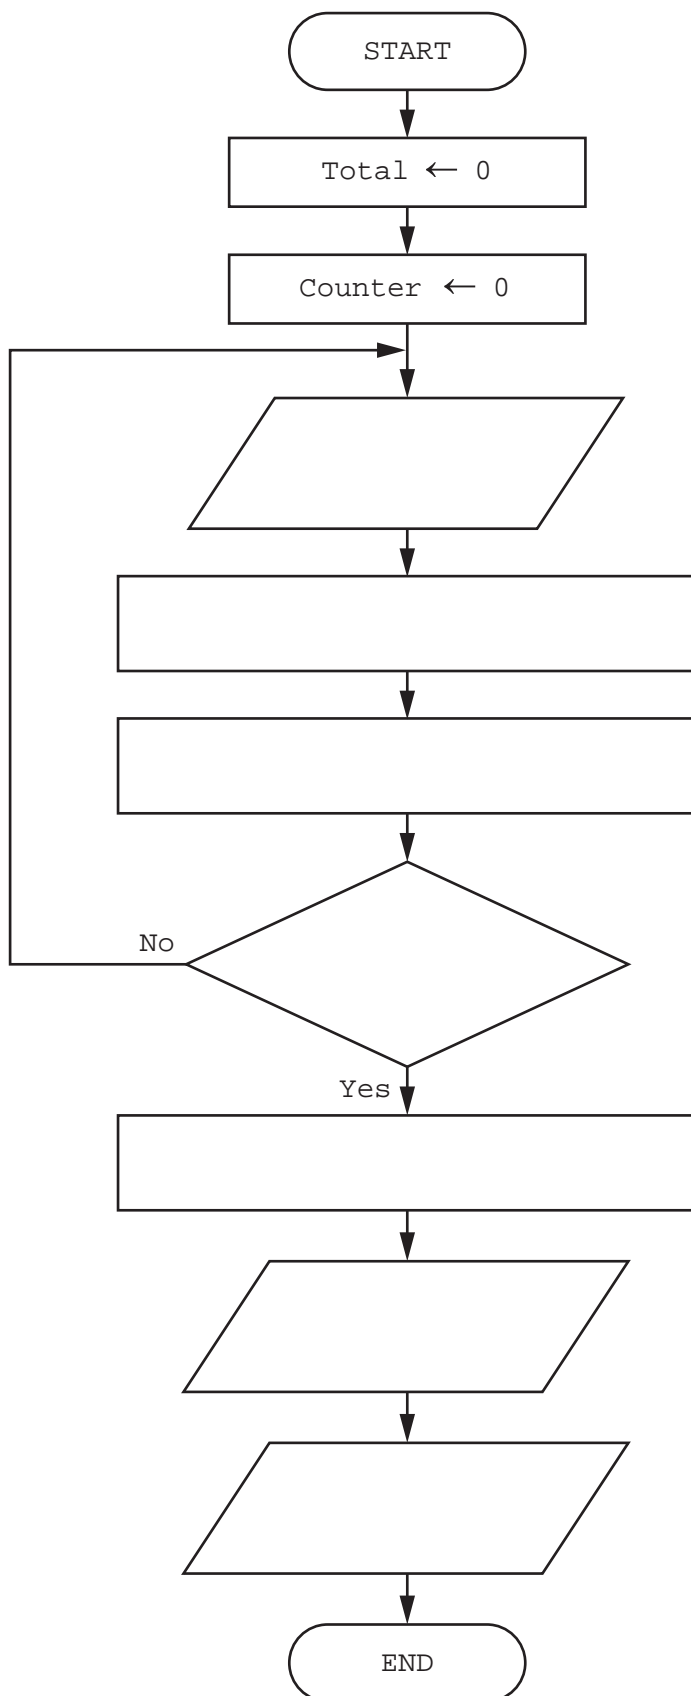 START
Total ← 0
Counter ← 0
No
Yes
END